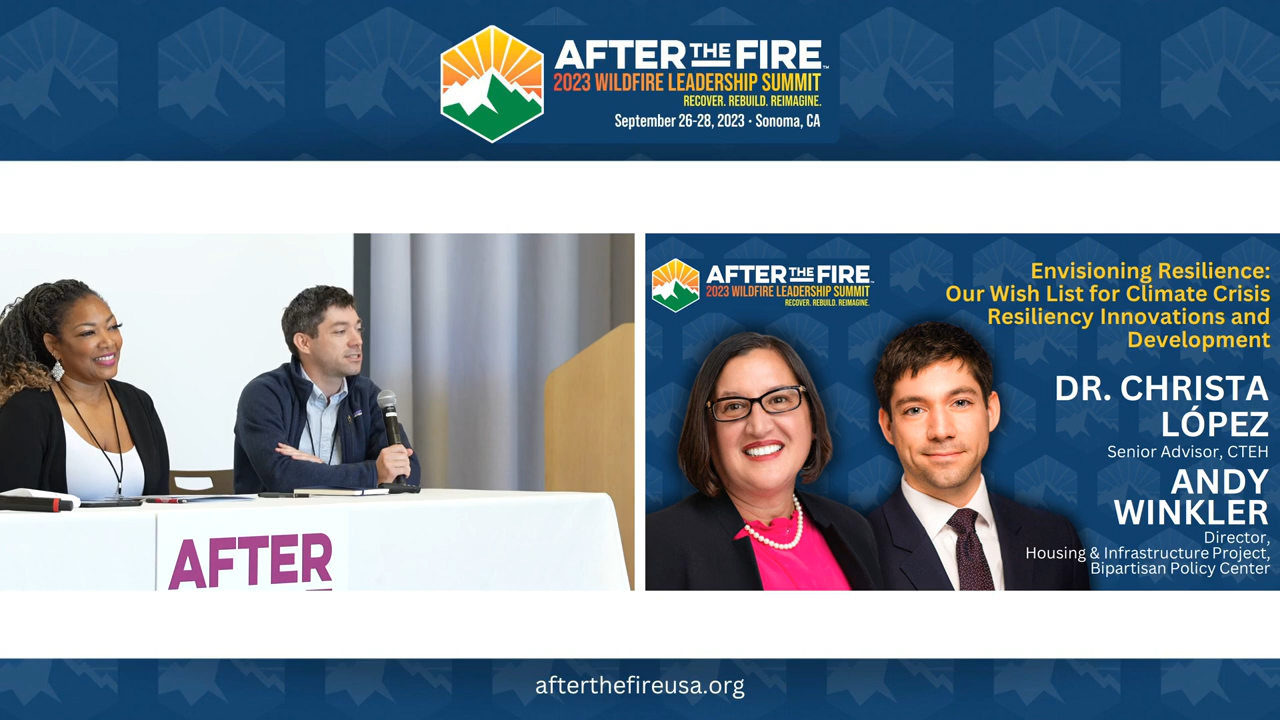 AFTER THE FIRE™
2023 WILDFIRE LEADERSHIP SUMMIT
RECOVER. REBUILD. REIMAGINE.
September 26-28, 2023 • Sonoma, CA
AFTER
AFTER THE FIRE™
2023 WILDFIRE LEADERSHIP SUMMIT
RECOVER. REBUILD. REIMAGINE.
Envisioning Resilience:
Our Wish List for Climate Crisis
Resiliency Innovations and
Development
DR. CHRISTA
LÓPEZ
Senior Advisor, CTEH
ANDY
WINKLER
Director,
Housing & Infrastructure Project,
Bipartisan Policy Center
afterthefireusa.org